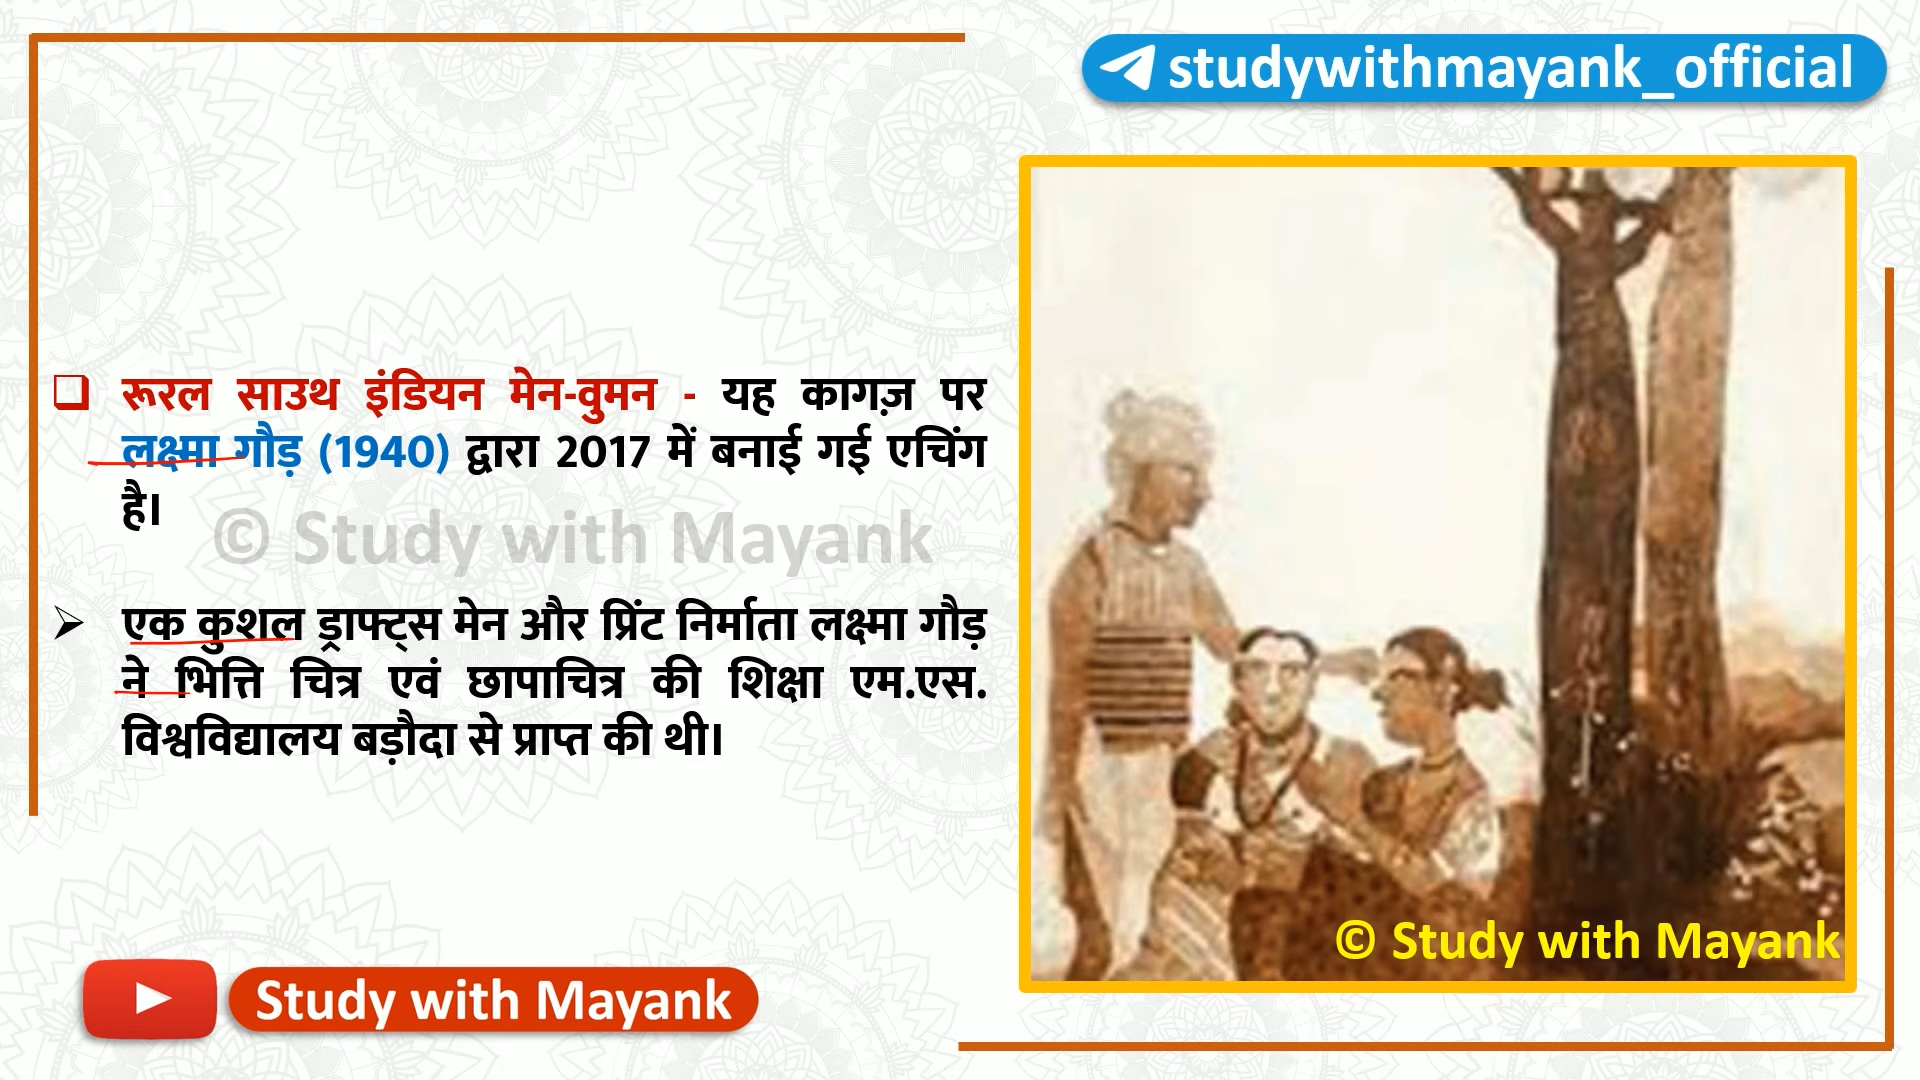 studywithmayank_official
रूरल साउथ इंडियन मेन-वुमन - यह कागज़ पर
लक्ष्मा गौड़ (1940) द्वारा 2017 में बनाई गई एचिंग
है।
© Study with Mayank
एक कुशल ड्राफ्ट्स मेन और प्रिंट निर्माता लक्ष्मा गौड़
ने भित्ति चित्र एवं छापाचित्र की शिक्षा एम.एस.
विश्वविद्यालय बड़ौदा से प्राप्त की थी।
© Study with Mayank
Study with Mayank